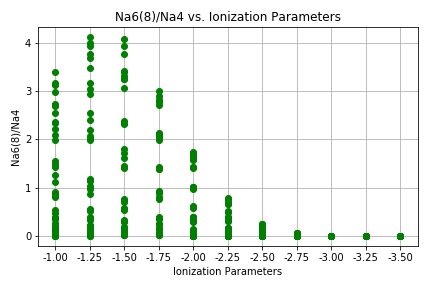 Na6(8)/Na4 vs. Ionization Parameters
Na6(8)/Na4
4
3
2
1
0
-1.00 -1.25 -1.50 -1.75 -2.00 -2.25 -2.50 -2.75 -3.00 -3.25 -3.50
Ionization Parameters